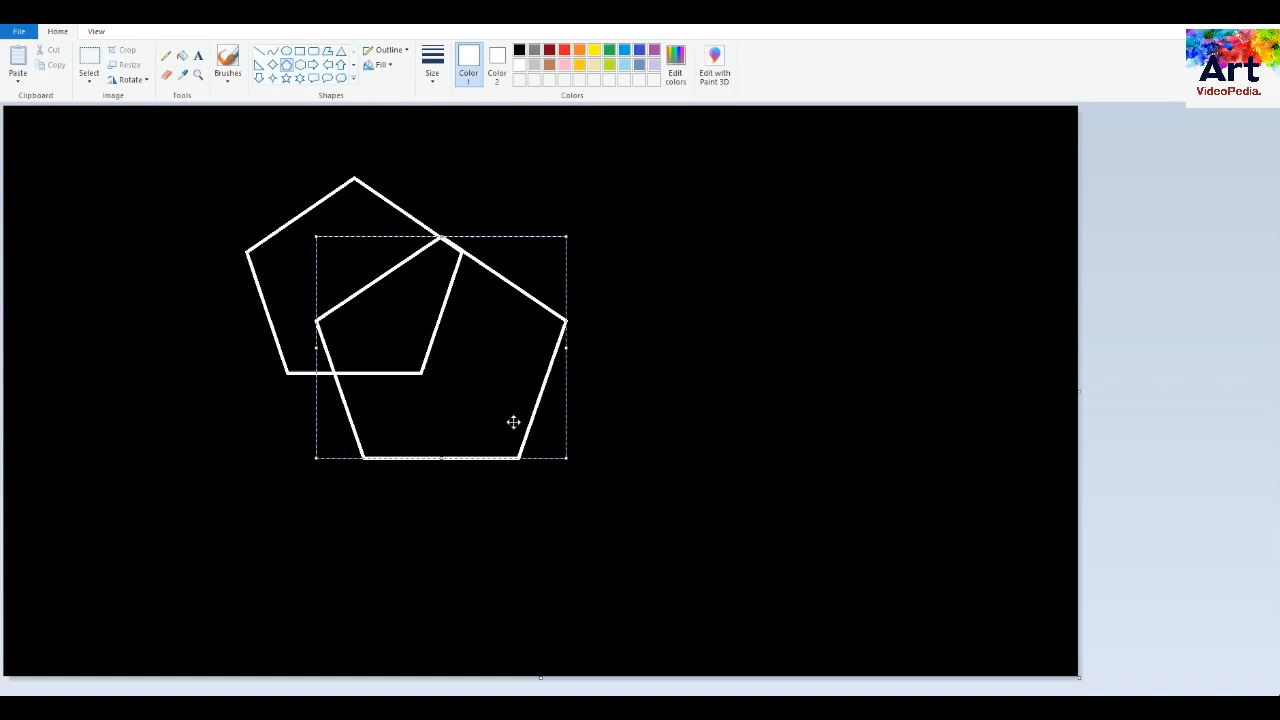 File Home View
Paste
Cut
Copy
Clipboard
Select
Crop
Resize
Rotate
Image
A
Tools
Brushes
Outline
Fill
Shapes
Size
Color
1
Color
2
Edit
colors
Colors
Edit with
Paint 3D
Art
VideoPedia.